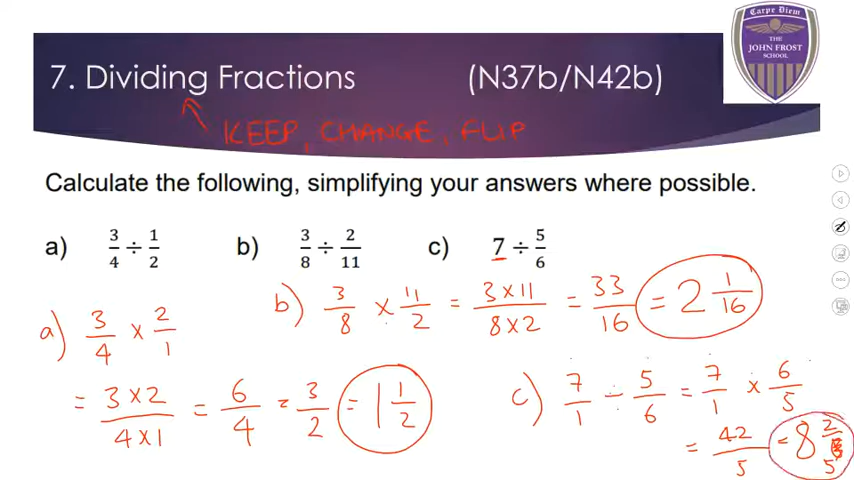 Carpe Diem
THE
JOHN FROST
SCHOOL
7. Dividing Fractions (N37b/N42b)
KEEP, CHANGE, FLIP
Calculate the following, simplifying your answers where possible.
a) 3/4 ÷ 1/2 b) 3/8 ÷ 2/11 c) 7 ÷ 5/6
b) 3/8 × 11/2 = 3×11/8×2 = 33/16 = 2 1/16
a) 3/4 × 2/1
= 3×2/4×1 = 6/4 = 3/2 = 1 1/2
c) 7/1 ÷ 5/6 = 7/1 × 6/5
= 42/5 = 8 2/5